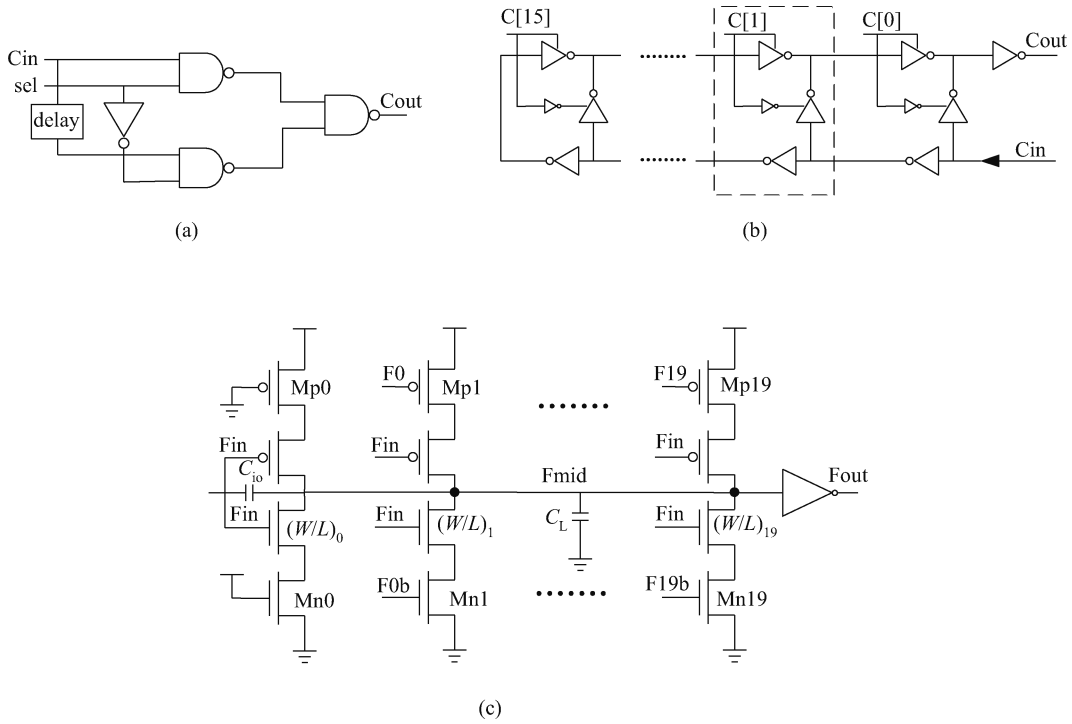 Cin
sel
delay
Cout
(a)
C[15]
C[1]
C[0]
Cout
Cin
(b)
Mp0
F0
Mp1
F19
Mp19
Fin
Fin
Fin
Cio
Fmid
Fout
Fin
(W/L)0
Fin
(W/L)1
CL
Fin
(W/L)19
Mn0
F0b
Mn1
F19b
Mn19
(c)